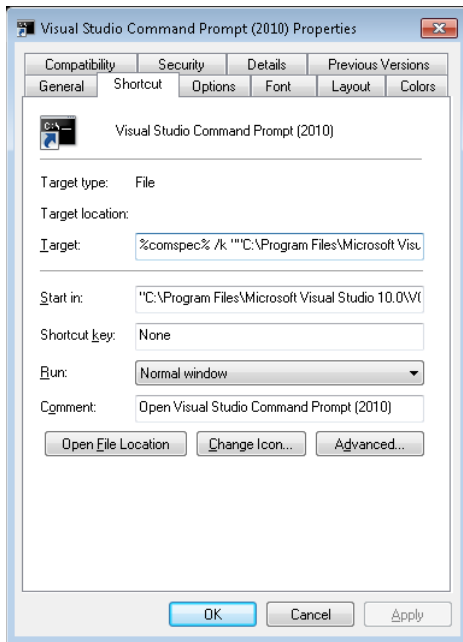 Visual Studio Command Prompt (2010) Properties
Compatibility Security Details Previous Versions
General Shortcut Options Font Layout Colors
C:\
Visual Studio Command Prompt (2010)
Target type: File
Target location:
Target: %comspec% /k ""C:\Program Files\Microsoft Visu
Start in: "C:\Program Files\Microsoft Visual Studio 10.0\V(
Shortcut key: None
Run: Normal window
Comment: Open Visual Studio Command Prompt (2010)
Open File Location Change Icon... Advanced...
OK Cancel Apply